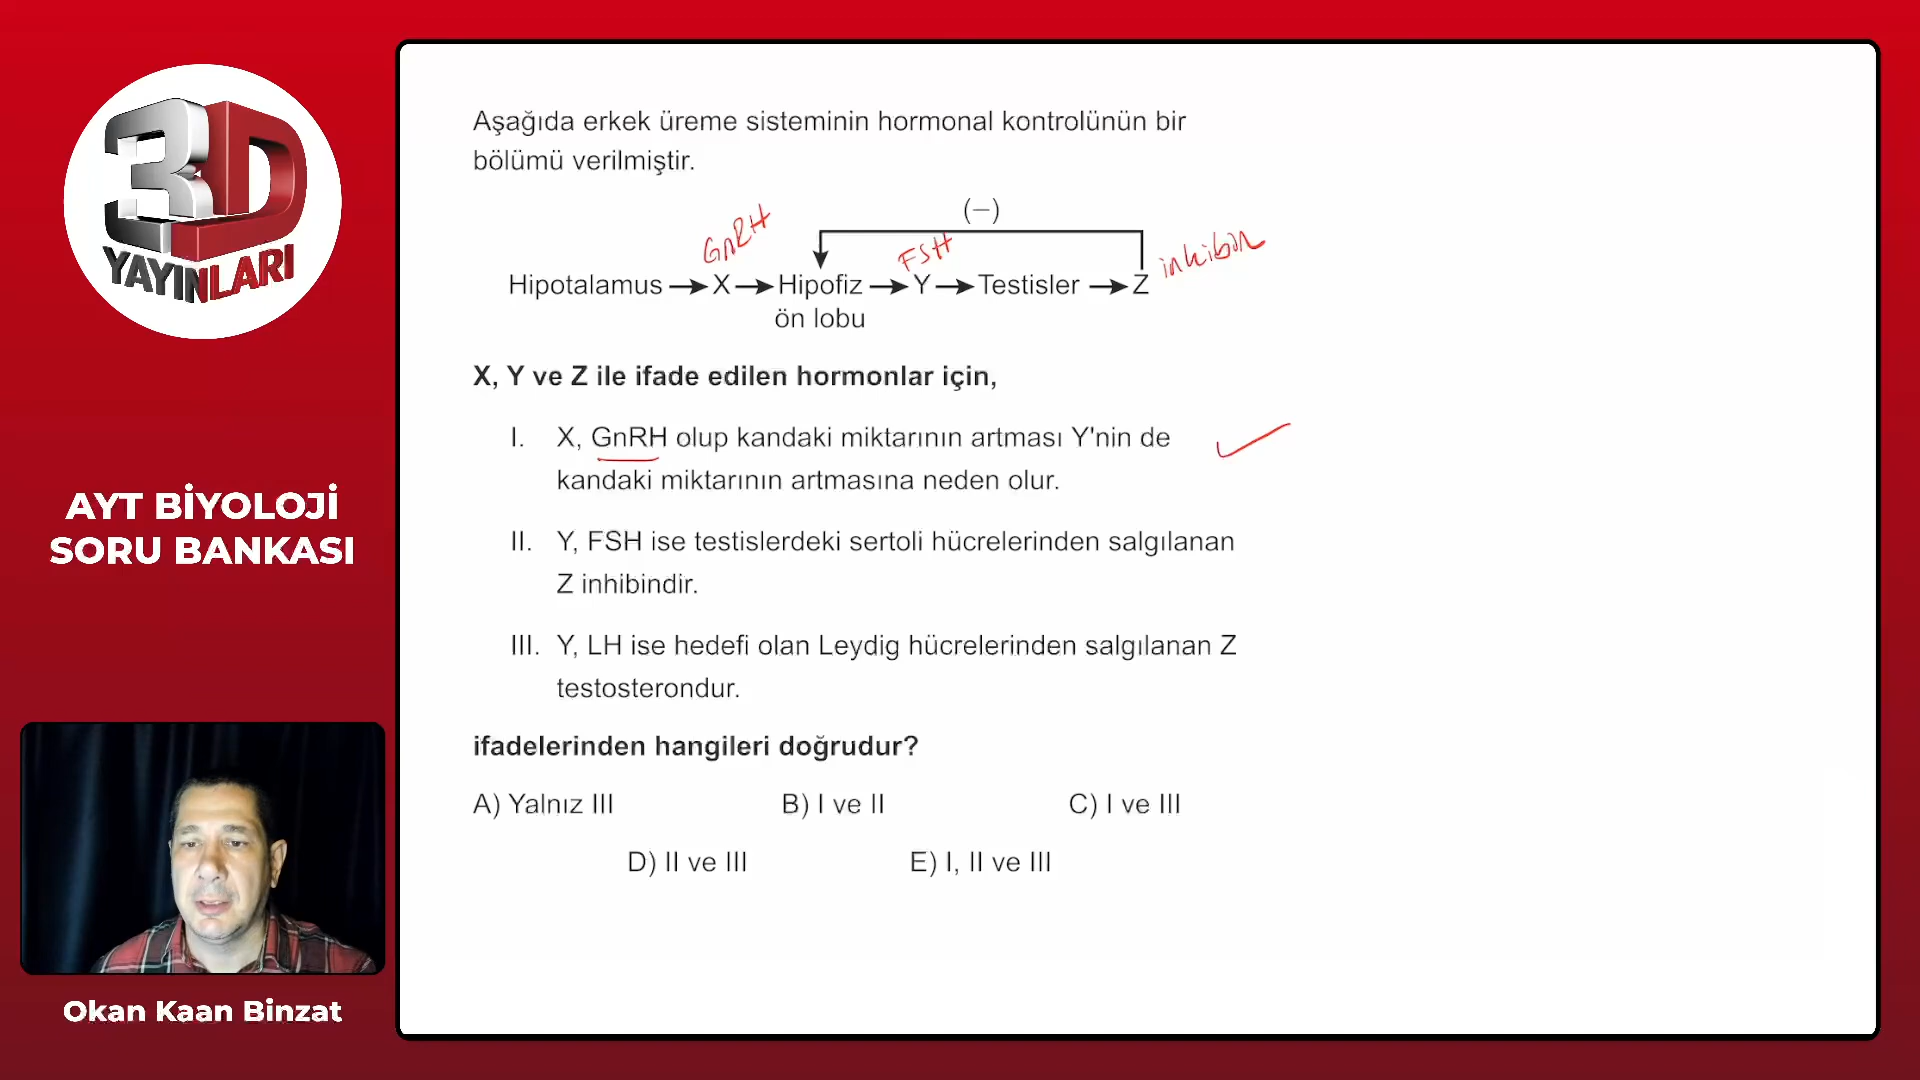 3D
YAYINLARI
AYT BİYOLOJİ
SORU BANKASI
Okan Kaan Binzat
Aşağıda erkek üreme sisteminin hormonal kontrolünün bir
bölümü verilmiştir.
(−)
GnRH FSH inhibin
Hipotalamus → X → Hipofiz → Y → Testisler → Z
ön lobu
X, Y ve Z ile ifade edilen hormonlar için,
I. X, GnRH olup kandaki miktarının artması Y'nin de
kandaki miktarının artmasına neden olur.
II. Y, FSH ise testislerdeki sertoli hücrelerinden salgılanan
Z inhibindir.
III. Y, LH ise hedefi olan Leydig hücrelerinden salgılanan Z
testosterondur.
ifadelerinden hangileri doğrudur?
A) Yalnız III B) I ve II C) I ve III
D) II ve III E) I, II ve III